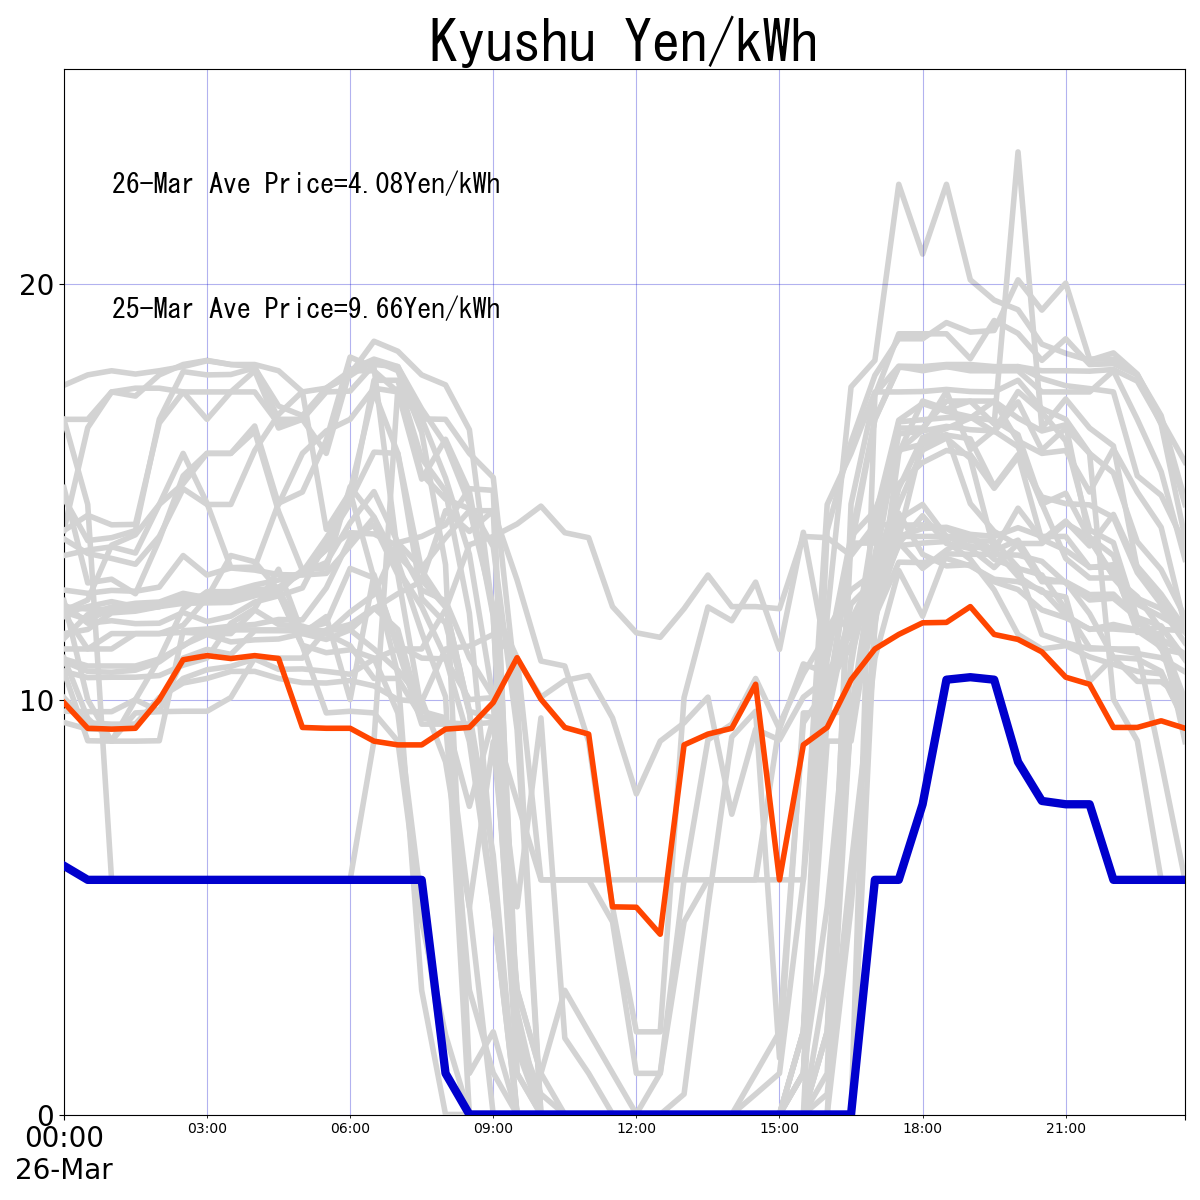 Kyushu Yen/kWh
26-Mar Ave Price=4.08Yen/kWh
25-Mar Ave Price=9.66Yen/kWh
20
10
0
00:00 03:00 06:00 09:00 12:00 15:00 18:00 21:00
26-Mar